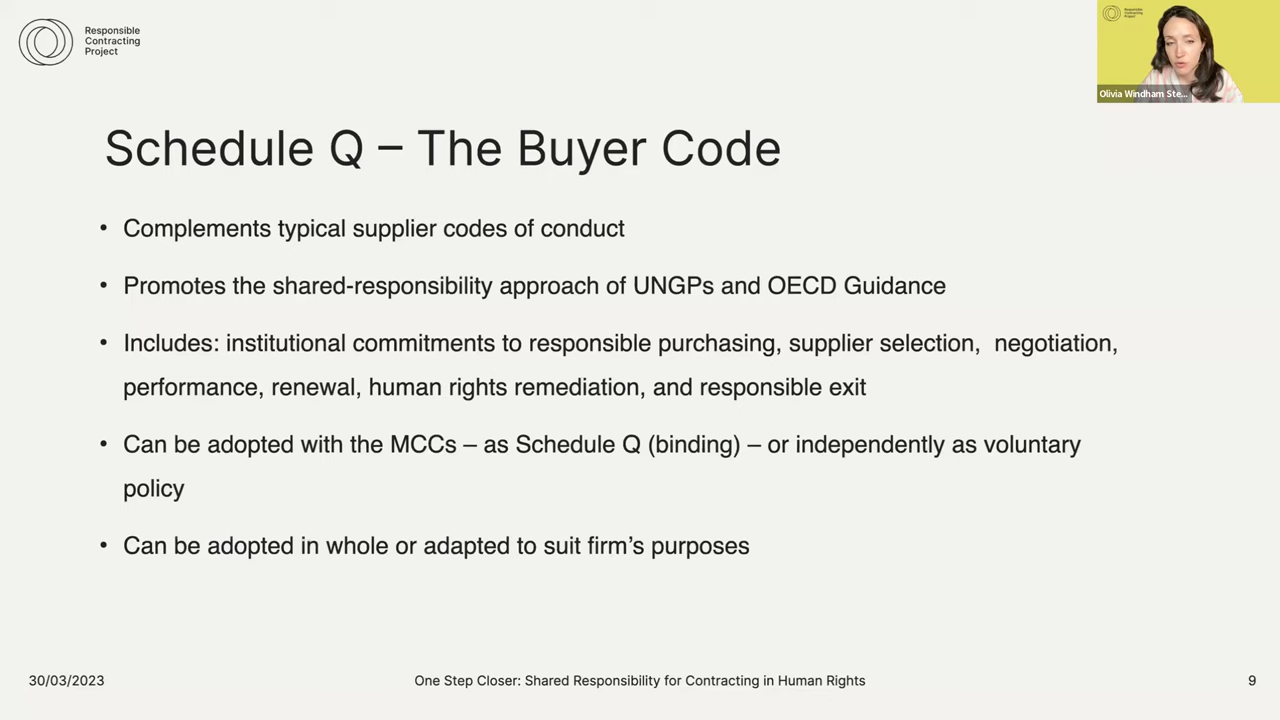 Responsible
Contracting
Project
Olivia Windham Ste...
Schedule Q – The Buyer Code
• Complements typical supplier codes of conduct
• Promotes the shared-responsibility approach of UNGPs and OECD Guidance
• Includes: institutional commitments to responsible purchasing, supplier selection,  negotiation,
performance, renewal, human rights remediation, and responsible exit
• Can be adopted with the MCCs – as Schedule Q (binding) – or independently as voluntary
policy
• Can be adopted in whole or adapted to suit firm’s purposes
30/03/2023
One Step Closer: Shared Responsibility for Contracting in Human Rights
9